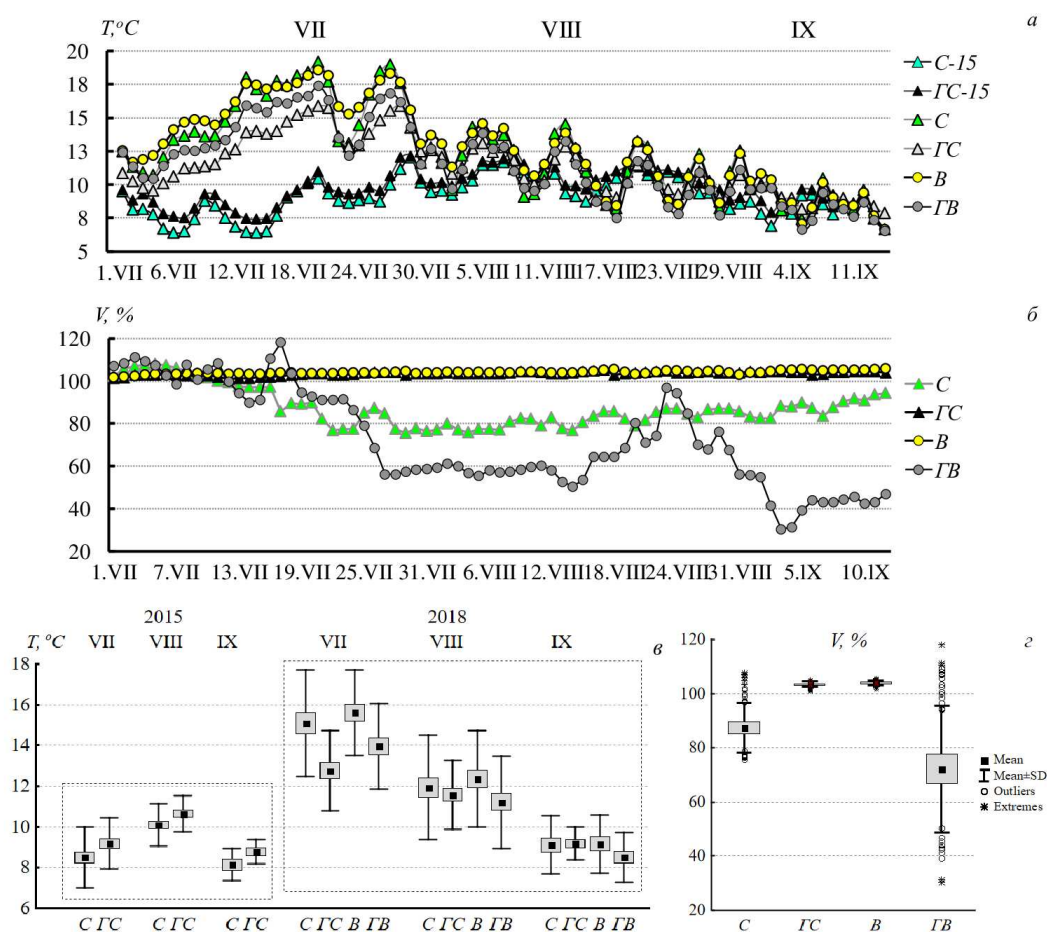 T,°C VII VIII IX а
20
18
15
13
10
8
5
С-15
ГС-15
С
ГС
В
ГВ
1.VII 6.VII 12.VII 18.VII 24.VII 30.VII 5.VIII 11.VIII 17.VIII 23.VIII 29.VIII 4.IX 11.IX
V, % б
120
100
80
60
40
20
С
ГС
В
ГВ
1.VII 7.VII 13.VII 19.VII 25.VII 31.VII 6.VIII 12.VIII 18.VIII 24.VIII 31.VIII 5.IX 10.IX
2015 2018
T, °C VII VIII IX VII VIII IX в
18
16
14
12
10
8
6
С ГС С ГС С ГС С ГС В ГВ С ГС В ГВ С ГС В ГВ
V, % г
120
100
80
60
40
20
Mean
Mean±SD
Outliers
Extremes
С ГС В ГВ